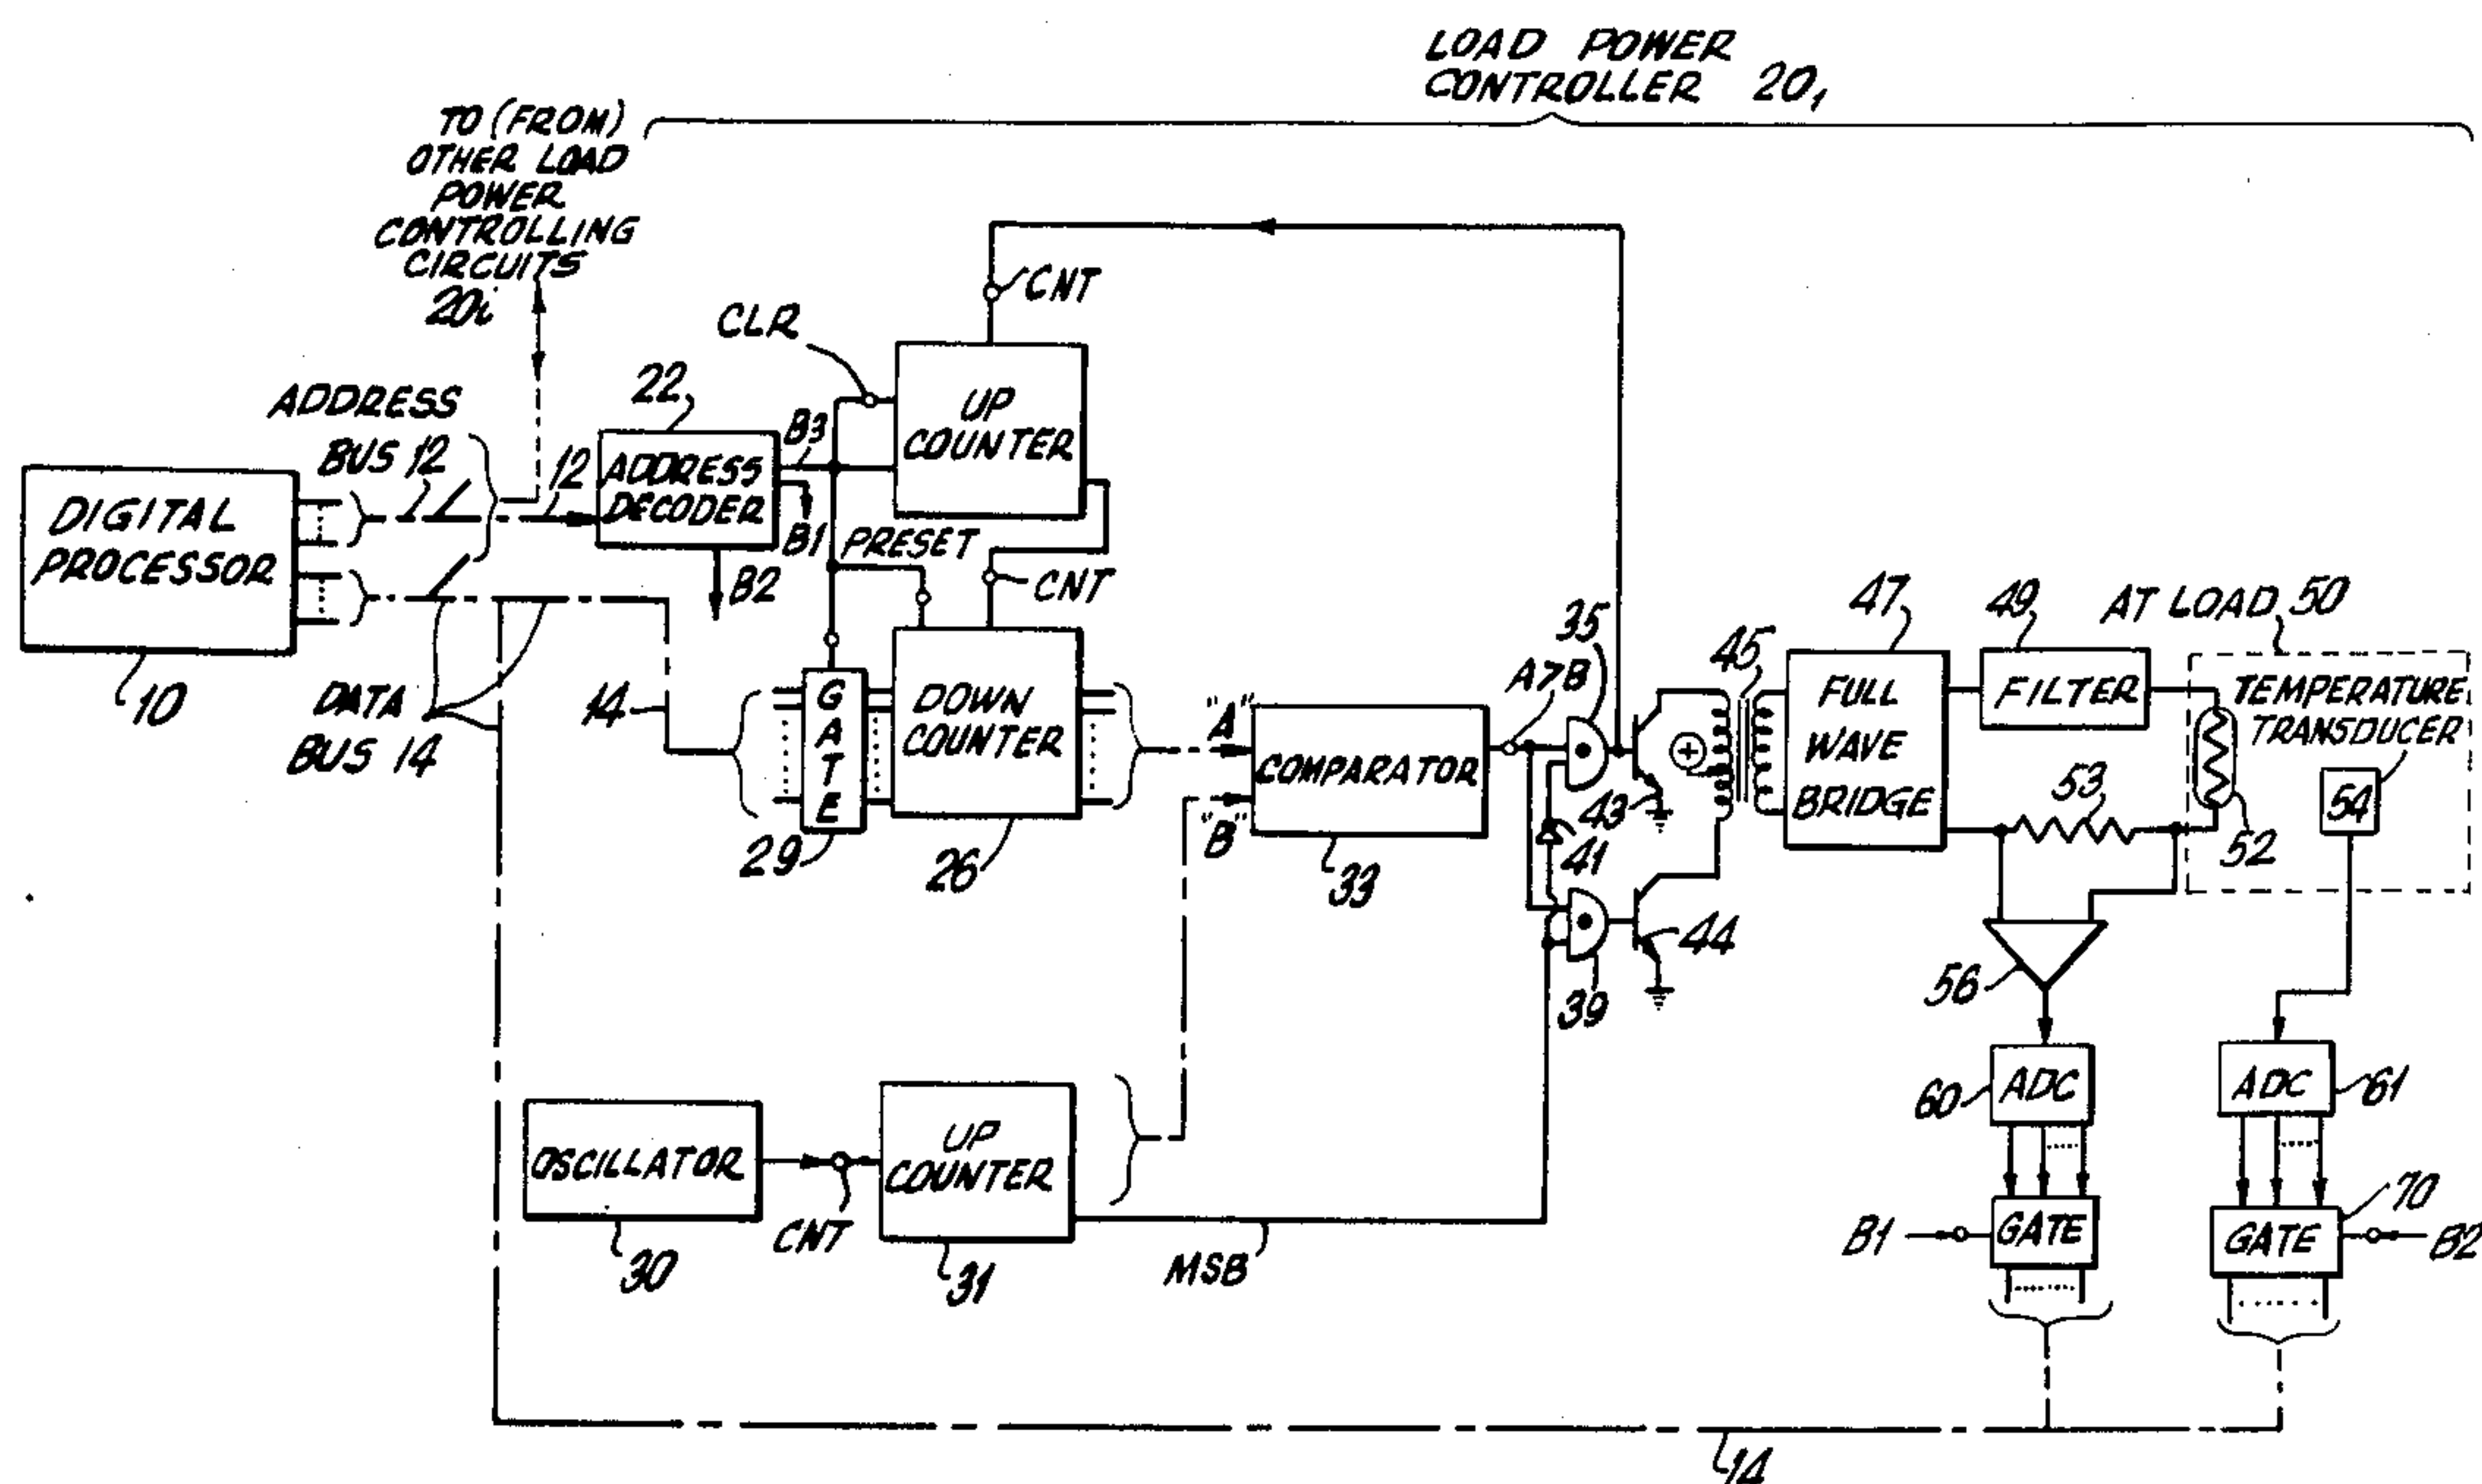 LOAD POWER
CONTROLLER 20,
TO (FROM)
OTHER LOAD
POWER
CONTROLLING
CIRCUITS
20i
CNT
CLR
UP
COUNTER
ADDRESS
BUS 12
12
22
ADDRESS
DECODER
B3
B1
B2
PRESET
CNT
DIGITAL
PROCESSOR
10
DATA
BUS 14
14
GATE
29
DOWN
COUNTER
26
"A"
"B"
COMPARATOR
33
A>B
35
41
43
44
39
45
47
FULL
WAVE
BRIDGE
49
FILTER
AT LOAD 50
TEMPERATURE
TRANSDUCER
54
53
52
56
60
ADC
ADC
61
OSCILLATOR
30
CNT
UP
COUNTER
31
MSB
B1
GATE
GATE
70
B2
14